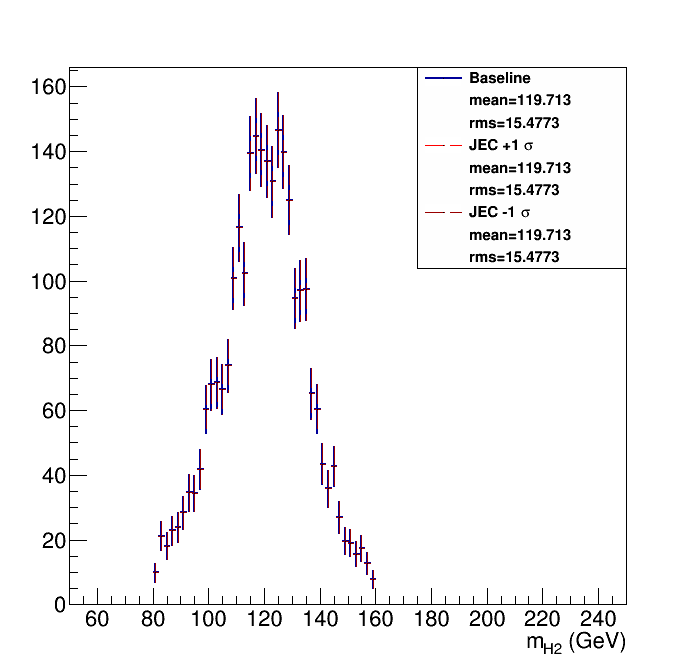 160
140
120
100
80
60
40
20
0
Baseline
mean=119.713
rms=15.4773
JEC +1 σ
mean=119.713
rms=15.4773
JEC -1 σ
mean=119.713
rms=15.4773
60 80 100 120 140 160 180 200 220 240
m_H2 (GeV)